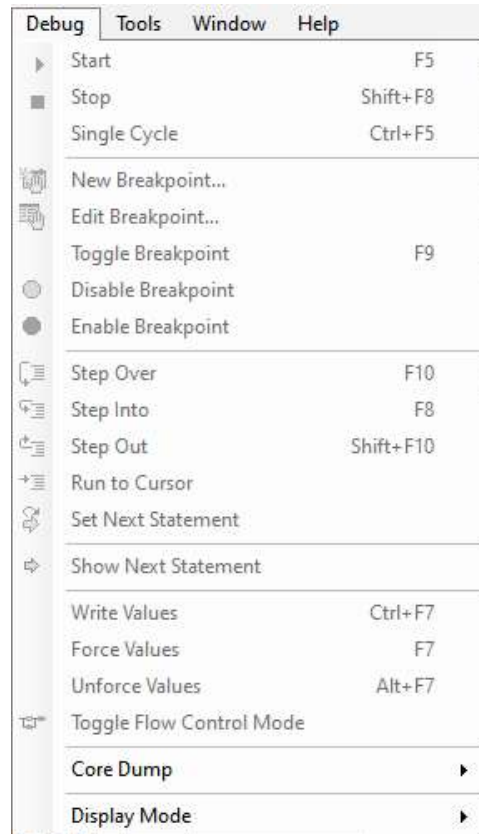 Debug Tools Window Help
Start F5
Stop Shift+F8
Single Cycle Ctrl+F5
New Breakpoint...
Edit Breakpoint...
Toggle Breakpoint F9
Disable Breakpoint
Enable Breakpoint
Step Over F10
Step Into F8
Step Out Shift+F10
Run to Cursor
Set Next Statement
Show Next Statement
Write Values Ctrl+F7
Force Values F7
Unforce Values Alt+F7
Toggle Flow Control Mode
Core Dump
Display Mode